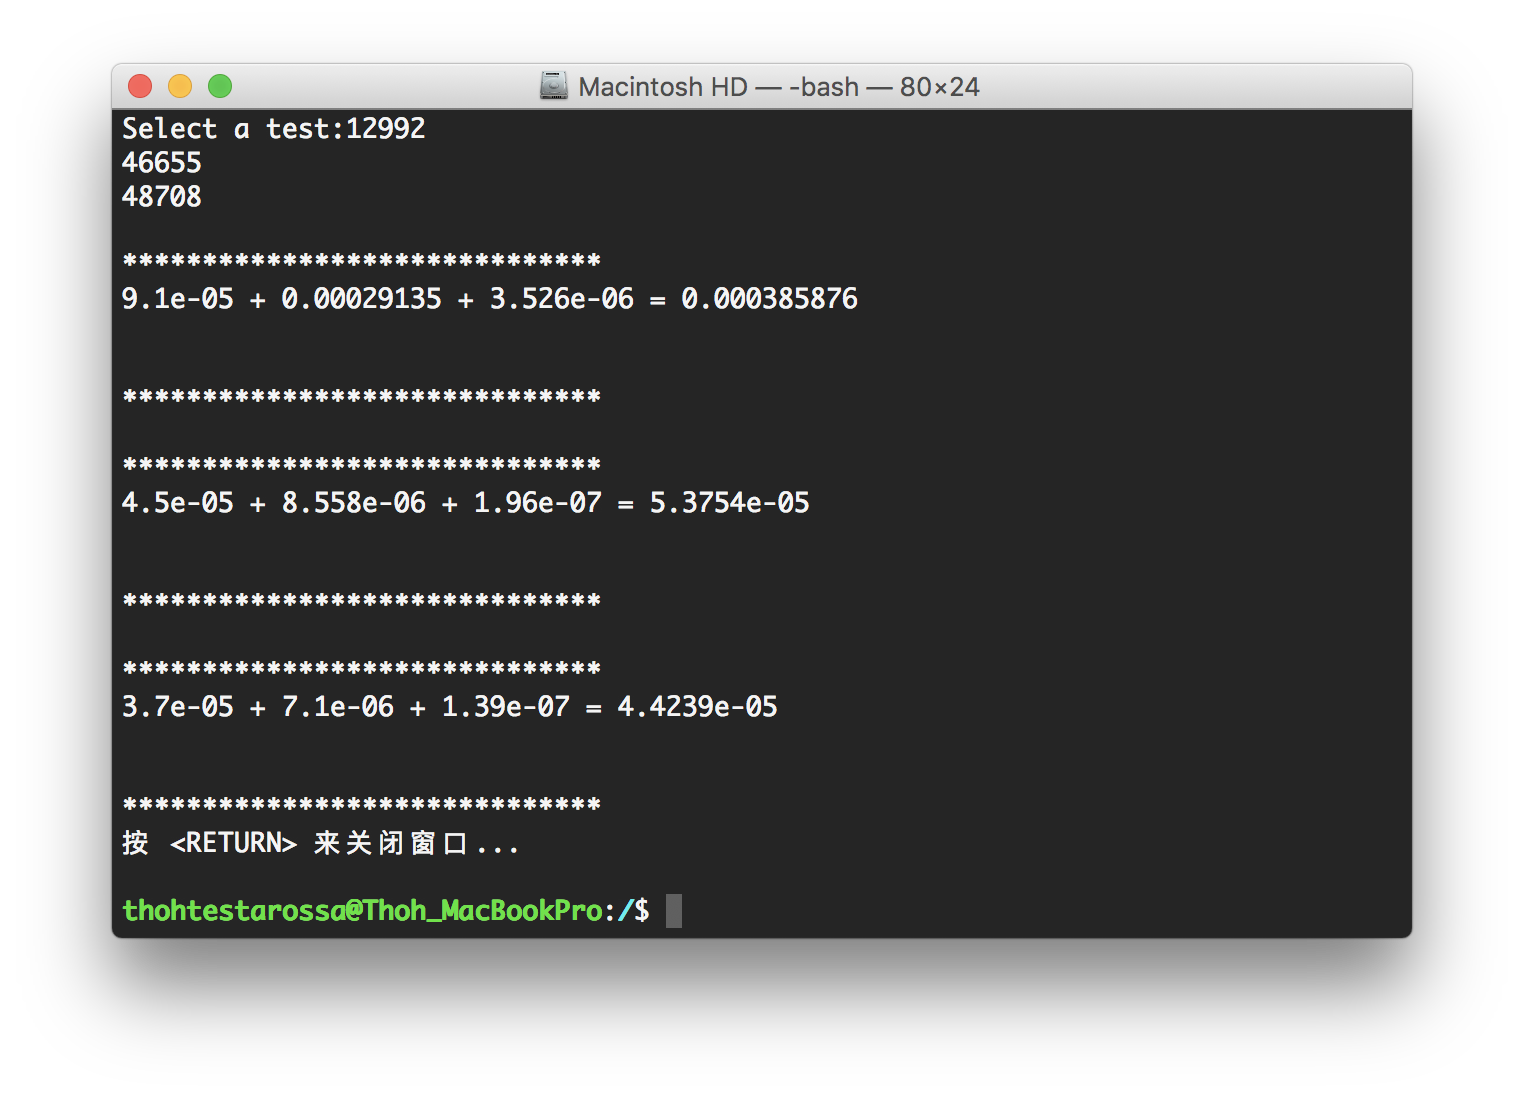 Macintosh HD — -bash — 80×24
Select a test:12992
46655
48708
******************************
9.1e-05 + 0.00029135 + 3.526e-06 = 0.000385876
******************************
******************************
4.5e-05 + 8.558e-06 + 1.96e-07 = 5.3754e-05
******************************
******************************
3.7e-05 + 7.1e-06 + 1.39e-07 = 4.4239e-05
******************************
按 <RETURN> 来关闭窗口...
thohtestarossa@Thoh_MacBookPro:/$